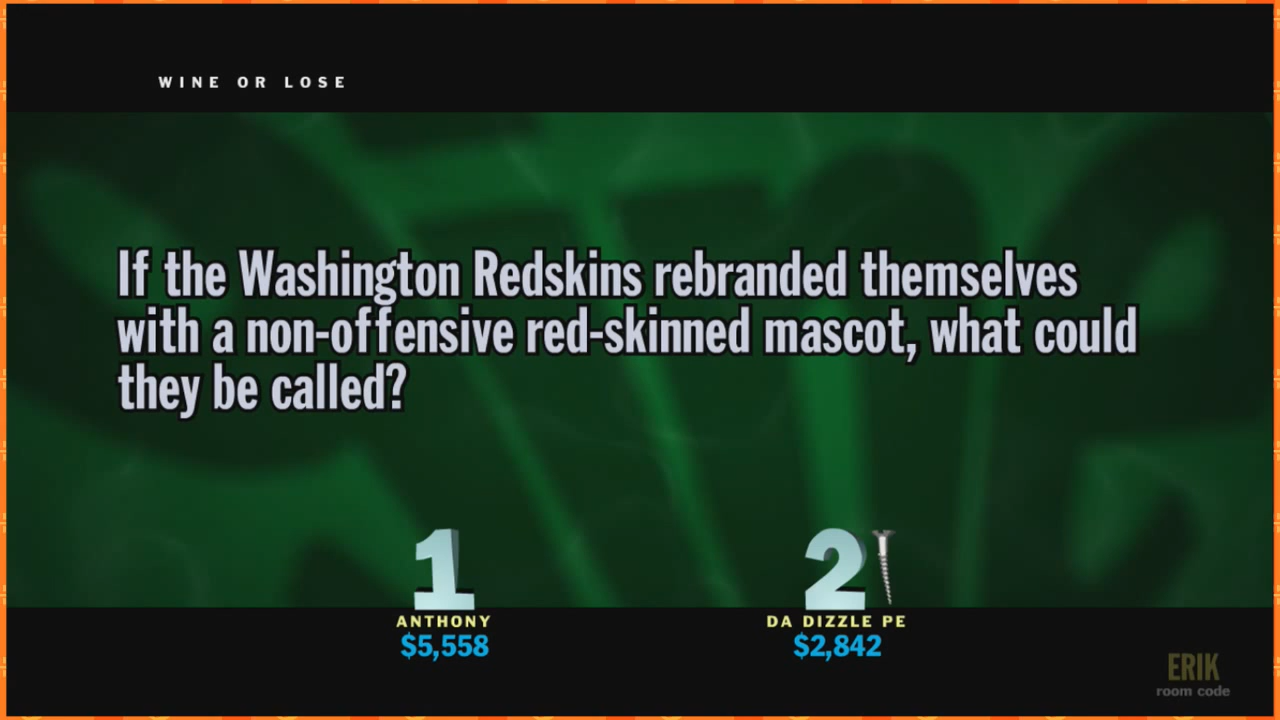 WINE OR LOSE
If the Washington Redskins rebranded themselves
with a non-offensive red-skinned mascot, what could
they be called?
1 2
ANTHONY DA DIZZLE PE
$5,558 $2,842
ERIK
room code